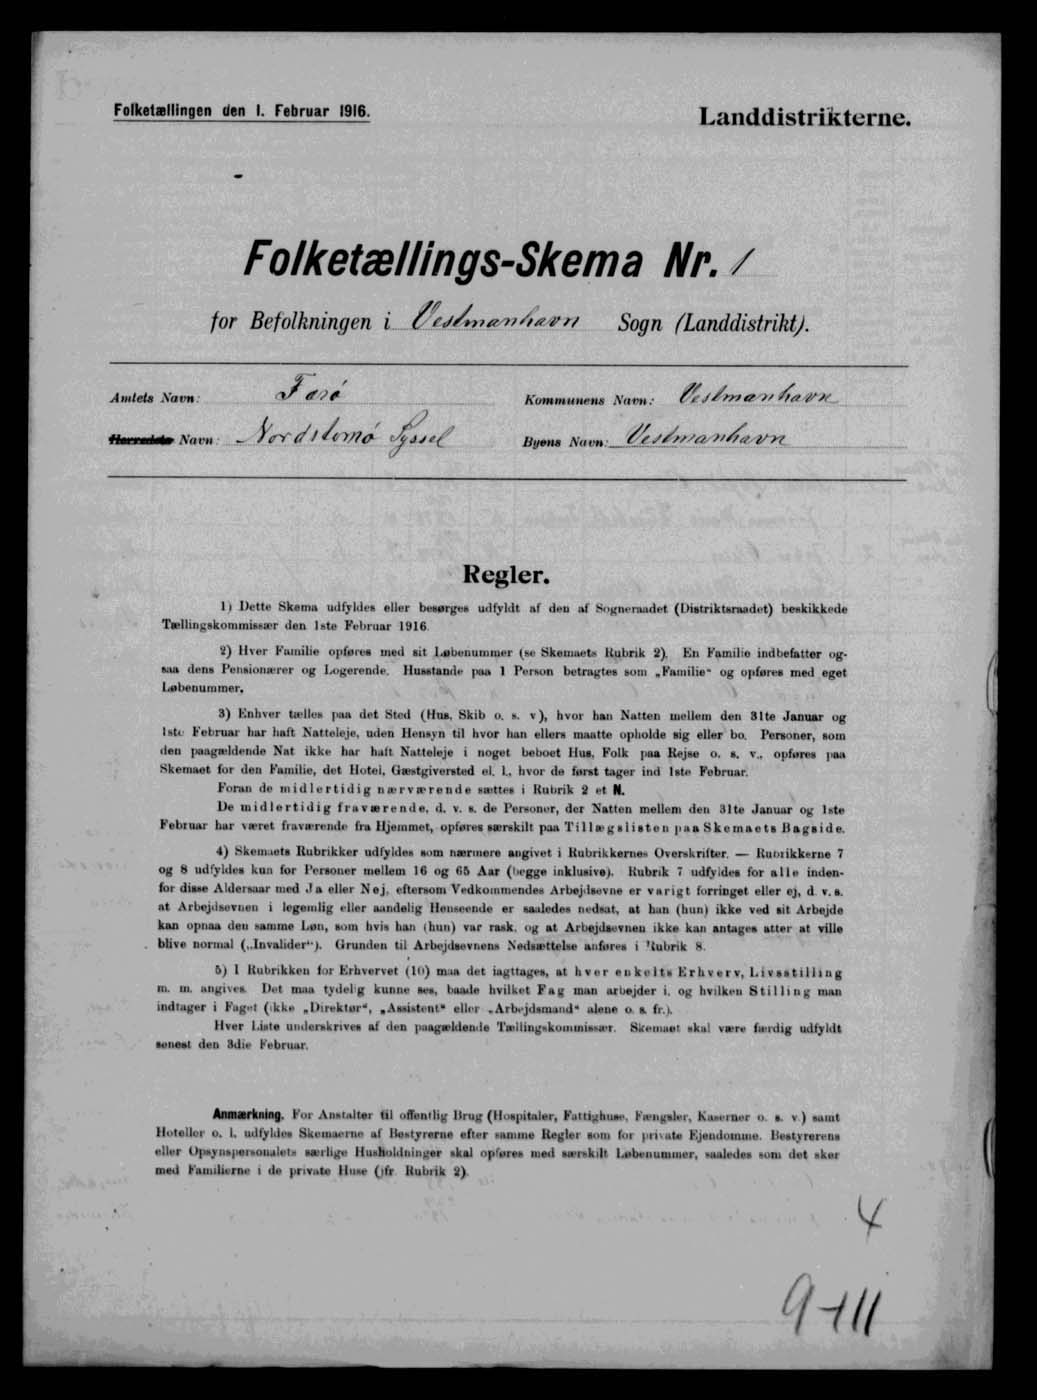 Folketællingen den 1. Februar 1916.
Landdistrikterne.
Folketællings-Skema Nr. 1
for Befolkningen i Vestmanhavn Sogn (Landdistrikt).
Amtets Navn: Færö
Kommunens Navn: Vestmanhavn
Herredets Navn: Nordstrømø Syssel
Byens Navn: Vestmanhavn
Regler.
1) Dette Skema udfyldes eller besørges udfyldt af den af Sogneraadet (Distriktsraadet) beskikkede
Tællingskommissær den 1ste Februar 1916.
2) Hver Familie opføres med sit Løbenummer (se Skemaets Rubrik 2). En Familie indbefatter og-
saa dens Pensionærer og Logerende. Husstande paa 1 Person betragtes som „Familie“ og opføres med eget
Løbenummer.
3) Enhver tælles paa det Sted (Hus, Skib o. s. v), hvor han Natten mellem den 31te Januar og
1ste Februar har haft Natteleje, uden Hensyn til hvor han ellers maatte opholde sig eller bo. Personer, som
den paagældende Nat ikke har haft Natteleje i noget beboet Hus, Folk paa Rejse o. s. v., opføres paa
Skemaet for den Familie, det Hotel, Gæstgiversted el. l., hvor de først tager ind 1ste Februar.
Foran de midlertidig nærværende sættes i Rubrik 2 et N.
De midlertidig fraværende, d. v. s. de Personer, der Natten mellem den 31te Januar og 1ste
Februar har været fraværende fra Hjemmet, opføres særskilt paa Tillægslisten paa Skemaets Bagside.
4) Skemaets Rubrikker udfyldes som nærmere angivet i Rubrikkernes Overskrifter. — Rubrikkerne 7
og 8 udfyldes kun for Personer mellem 16 og 65 Aar (begge inklusive). Rubrik 7 udfyldes for alle inden-
for disse Aldersaar med Ja eller Nej, eftersom Vedkommendes Arbejdsevne er varigt forringet eller ej, d. v. s.
at Arbejdsevnen i legemlig eller aandelig Henseende er saaledes nedsat, at han (hun) ikke ved sit Arbejde
kan opnaa den samme Løn, som hvis han (hun) var rask, og at Arbejdsevnen ikke kan antages atter at ville
blive normal („Invalider“). Grunden til Arbejdsevnens Nedsættelse anføres i Rubrik 8.
5) I Rubrikken for Erhvervet (10) maa det iagttages, at hver enkelts Erhverv, Livsstilling
m. m. angives. Det maa tydelig kunne ses, baade hvilket Fag man arbejder i, og hvilken Stilling man
indtager i Faget (ikke „Direktør“, „Assistent“ eller „Arbejdsmand“ alene o. s. fr.).
Hver Liste underskrives af den paagældende Tællingskommissær. Skemaet skal være færdig udfyldt
senest den 3die Februar.
Anmærkning. For Anstalter til offentlig Brug (Hospitaler, Fattighuse, Fængsler, Kaserner o. s. v.) samt
Hoteller o. l. udfyldes Skemaerne af Bestyrerne efter samme Regler som for private Ejendomme. Bestyrerens
eller Opsynspersonalets særlige Husholdninger skal opføres med særskilt Løbenummer, saaledes som det sker
med Familierne i de private Huse (jfr. Rubrik 2).
4